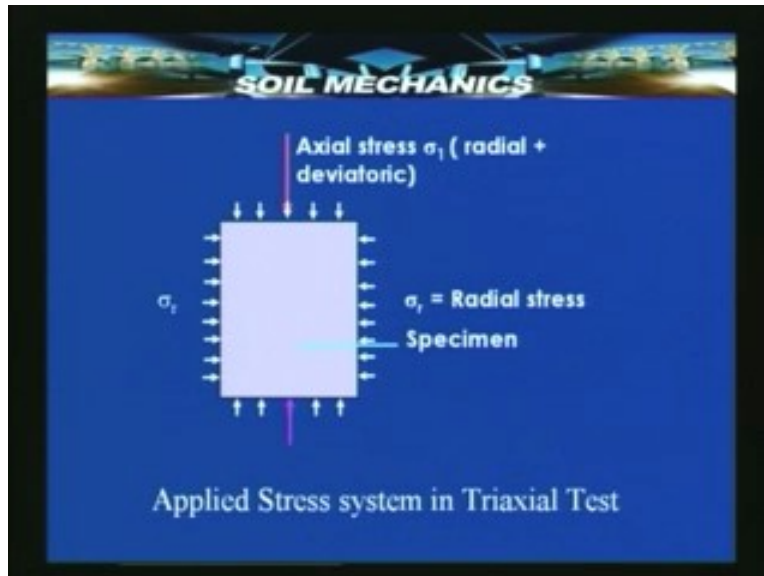 SOIL MECHANICS
Axial stress σ₁ ( radial +
deviatoric)
σᵣ
σᵣ = Radial stress
Specimen
Applied Stress system in Triaxial Test